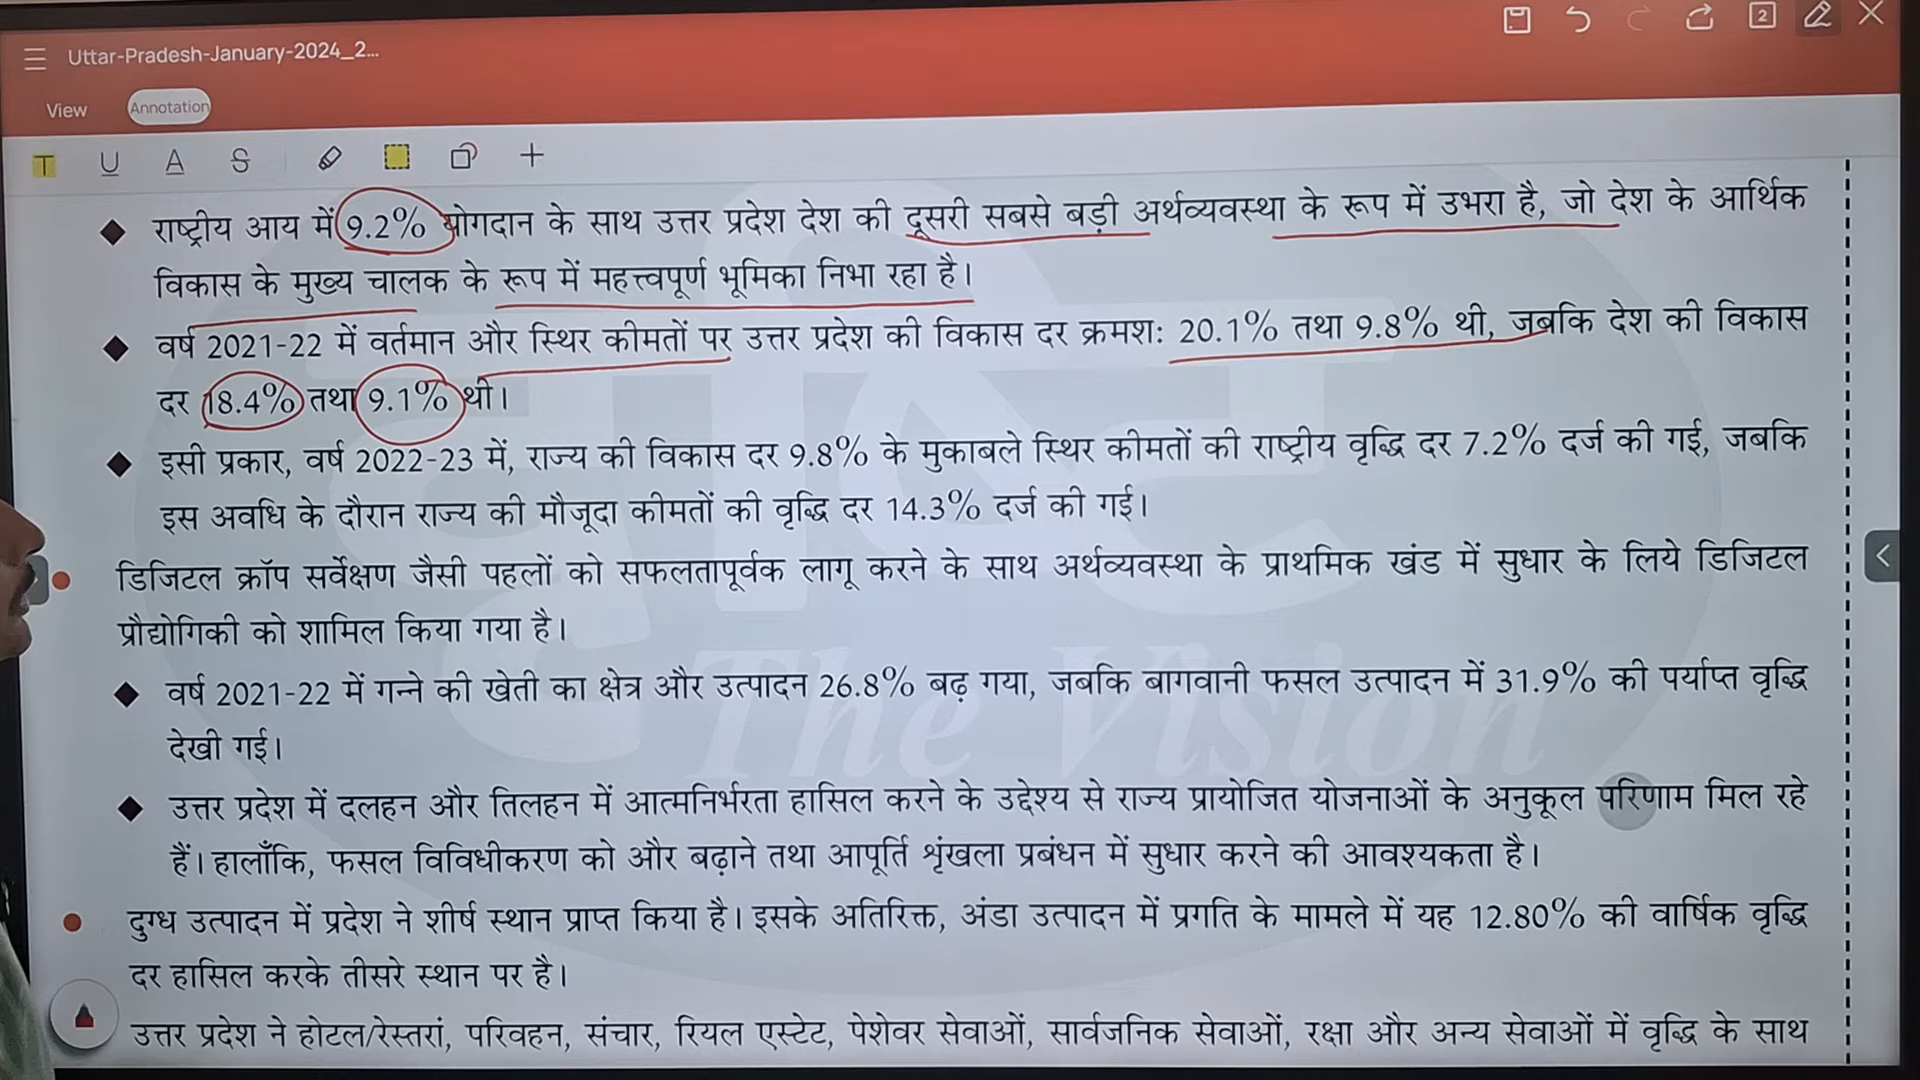 Uttar-Pradesh-January-2024_2...
2
View
Annotation
T U A S
राष्ट्रीय आय में 9.2% योगदान के साथ उत्तर प्रदेश देश की दूसरी सबसे बड़ी अर्थव्यवस्था के रूप में उभरा है, जो देश के आर्थिक
विकास के मुख्य चालक के रूप में महत्त्वपूर्ण भूमिका निभा रहा है।
वर्ष 2021-22 में वर्तमान और स्थिर कीमतों पर उत्तर प्रदेश की विकास दर क्रमश: 20.1% तथा 9.8% थी, जबकि देश की विकास
दर 18.4% तथा 9.1% थी।
इसी प्रकार, वर्ष 2022-23 में, राज्य की विकास दर 9.8% के मुकाबले स्थिर कीमतों की राष्ट्रीय वृद्धि दर 7.2% दर्ज की गई, जबकि
इस अवधि के दौरान राज्य की मौजूदा कीमतों की वृद्धि दर 14.3% दर्ज की गई।
डिजिटल क्रॉप सर्वेक्षण जैसी पहलों को सफलतापूर्वक लागू करने के साथ अर्थव्यवस्था के प्राथमिक खंड में सुधार के लिये डिजिटल
प्रौद्योगिकी को शामिल किया गया है।
वर्ष 2021-22 में गन्ने की खेती का क्षेत्र और उत्पादन 26.8% बढ़ गया, जबकि बागवानी फसल उत्पादन में 31.9% की पर्याप्त वृद्धि
देखी गई।
उत्तर प्रदेश में दलहन और तिलहन में आत्मनिर्भरता हासिल करने के उद्देश्य से राज्य प्रायोजित योजनाओं के अनुकूल परिणाम मिल रहे
हैं। हालाँकि, फसल विविधीकरण को और बढ़ाने तथा आपूर्ति शृंखला प्रबंधन में सुधार करने की आवश्यकता है।
दुग्ध उत्पादन में प्रदेश ने शीर्ष स्थान प्राप्त किया है। इसके अतिरिक्त, अंडा उत्पादन में प्रगति के मामले में यह 12.80% की वार्षिक वृद्धि
दर हासिल करके तीसरे स्थान पर है।
उत्तर प्रदेश ने होटल/रेस्तरां, परिवहन, संचार, रियल एस्टेट, पेशेवर सेवाओं, सार्वजनिक सेवाओं, रक्षा और अन्य सेवाओं में वृद्धि के साथ
दृष्टि
The Vision